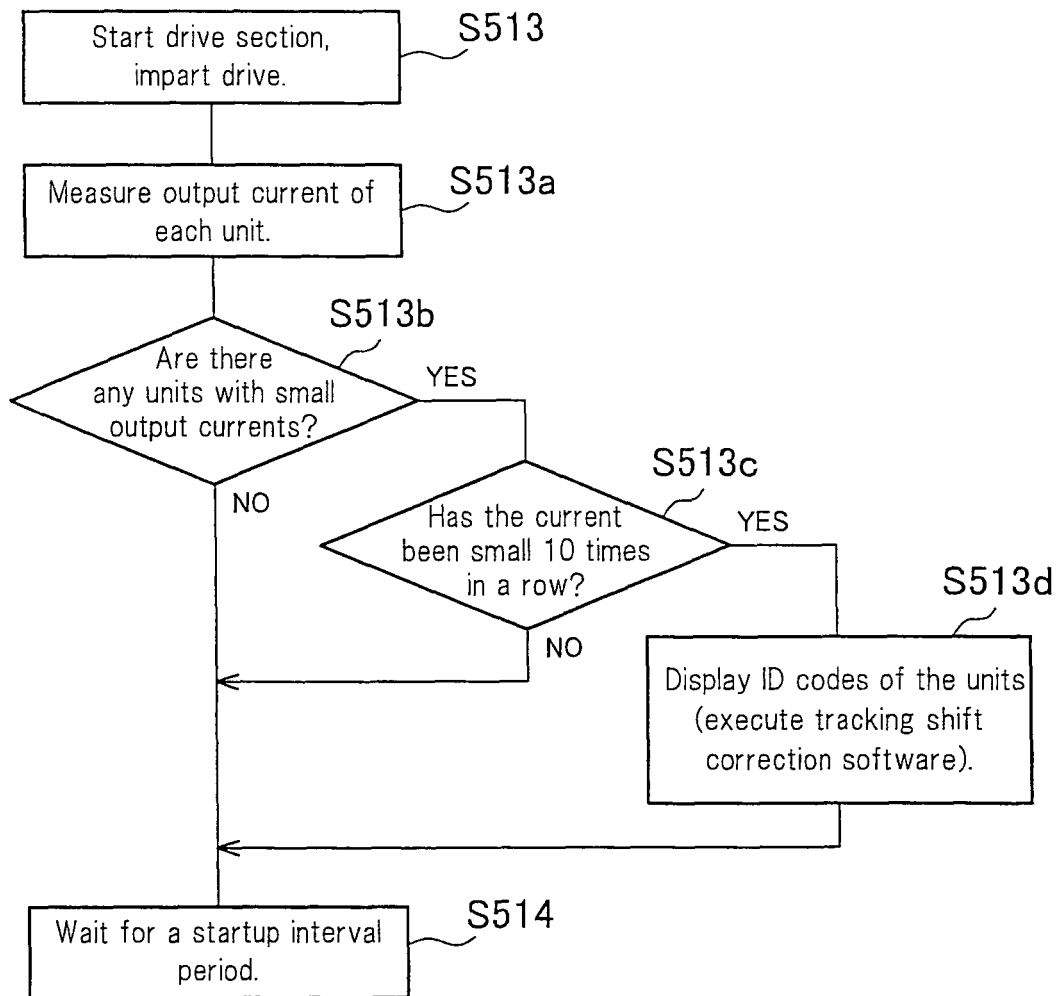 Start drive section,
impart drive.
S513
Measure output current of
each unit.
S513a
S513b
Are there
any units with small
output currents?
YES
NO
S513c
Has the current
been small 10 times
in a row?
YES
NO
S513d
Display ID codes of the units
(execute tracking shift
correction software).
Wait for a startup interval
period.
S514